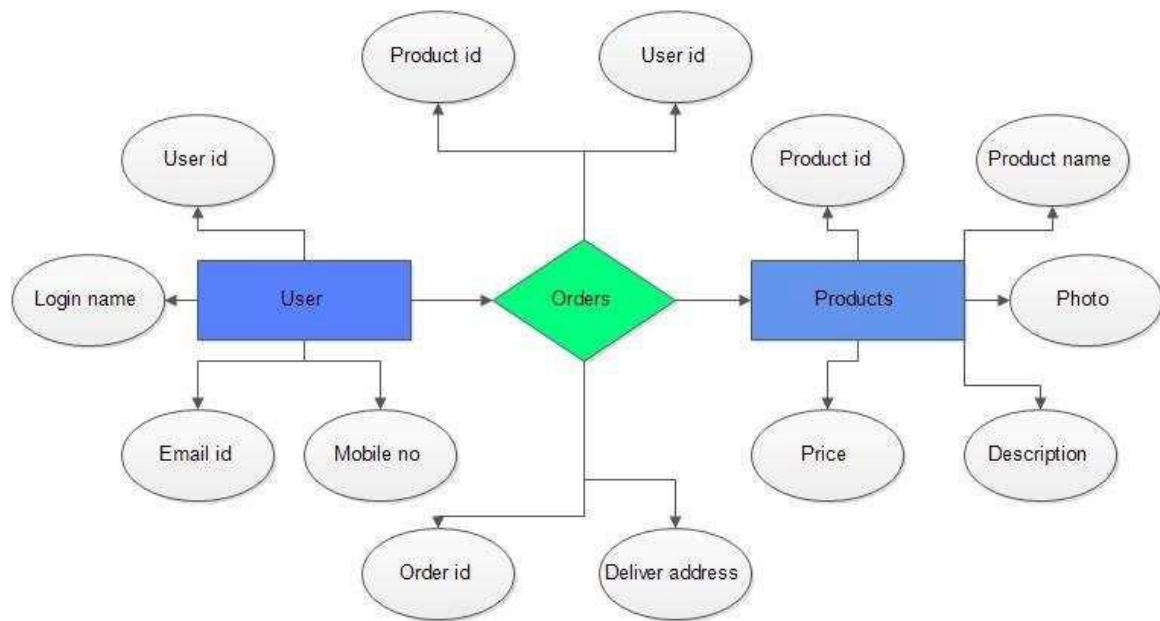 Product id
User id
User id
Product id
Product name
Login name
User
Orders
Products
Photo
Email id
Mobile no
Price
Description
Order id
Deliver address